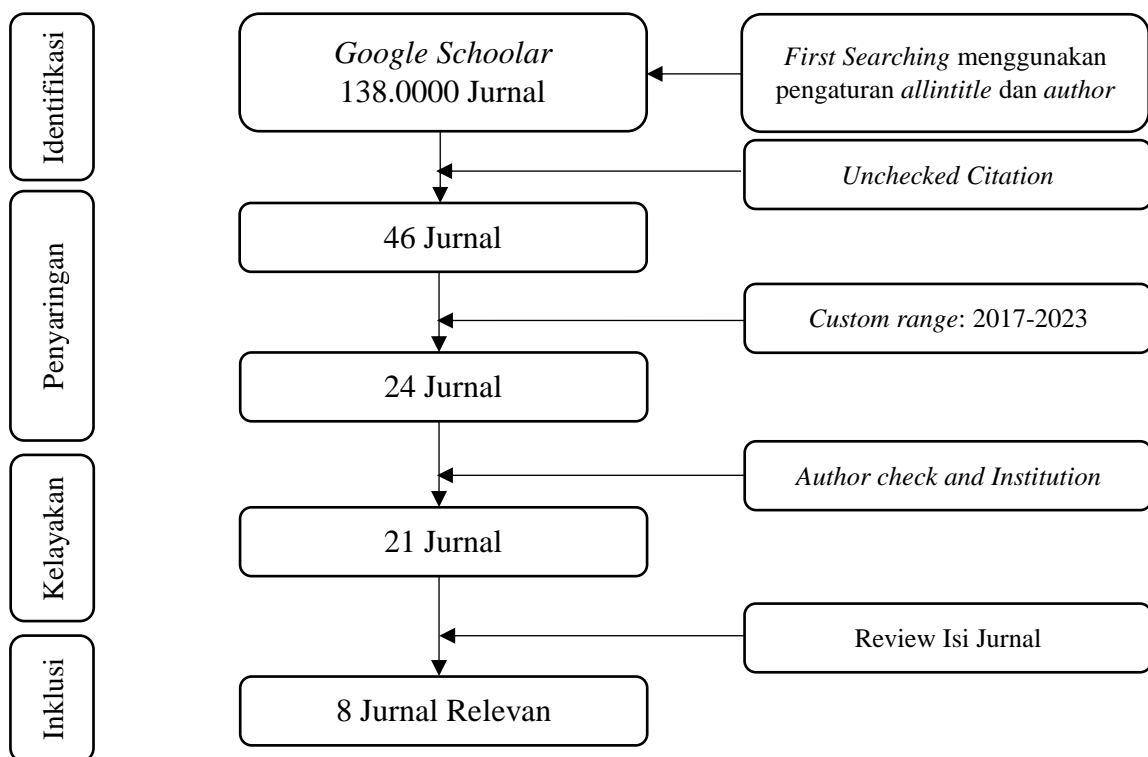 Identifikasi
Google Schoolar
138.0000 Jurnal
First Searching menggunakan
pengaturan allintitle dan author
Unchecked Citation
Penyaringan
46 Jurnal
Custom range: 2017-2023
24 Jurnal
Kelayakan
Author check and Institution
21 Jurnal
Review Isi Jurnal
Inklusi
8 Jurnal Relevan